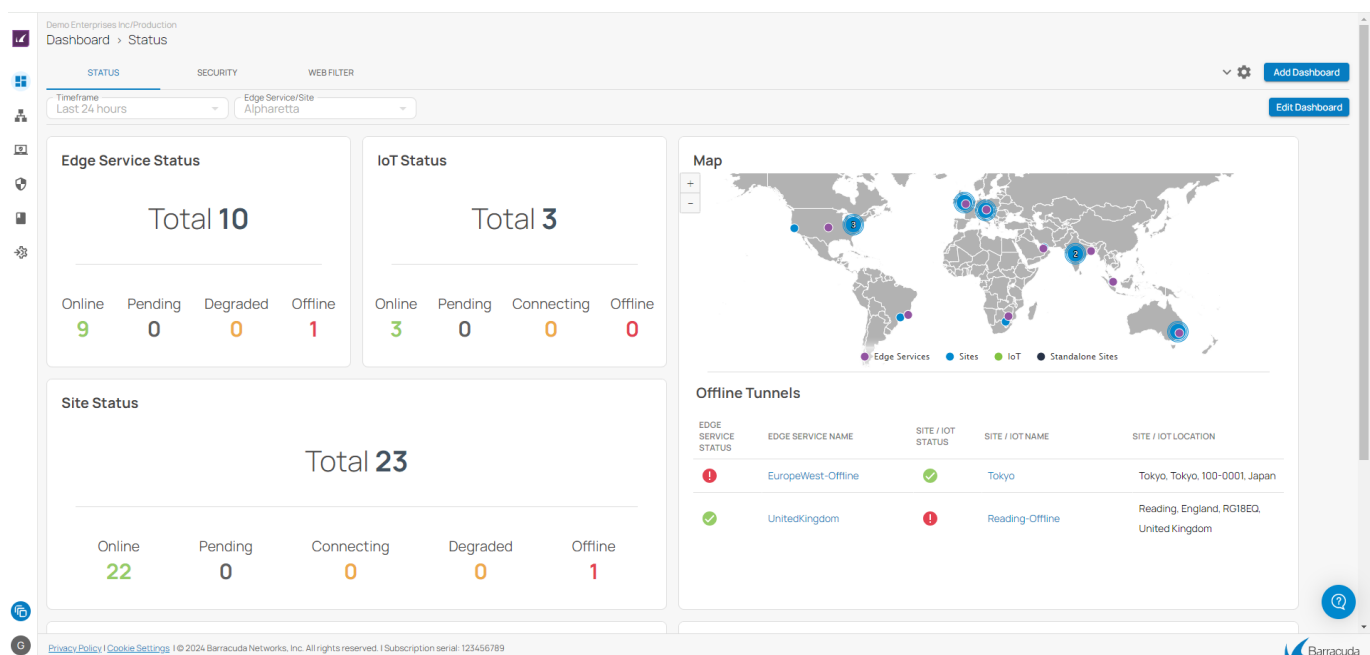 Demo Enterprises Inc/Production
Dashboard > Status
STATUS
SECURITY
WEB FILTER
Add Dashboard
Timeframe
Last 24 hours
Edge Service/Site
Alpharetta
Edit Dashboard
Edge Service Status
Total 10
Online Pending Degraded Offline
9 0 0 1
IoT Status
Total 3
Online Pending Connecting Offline
3 0 0 0
Site Status
Total 23
Online Pending Connecting Degraded Offline
22 0 0 0 1
Map
+
-
3
2
Edge Services Sites IoT Standalone Sites
Offline Tunnels
EDGE SERVICE STATUS
EDGE SERVICE NAME
SITE / IOT STATUS
SITE / IOT NAME
SITE / IOT LOCATION
EuropeWest-Offline Tokyo Tokyo, Tokyo, 100-0001, Japan
UnitedKingdom Reading-Offline Reading, England, RG18EQ,
United Kingdom
G
Privacy Policy | Cookie Settings | © 2024 Barracuda Networks, Inc. All rights reserved. | Subscription serial: 123456789
Barracuda